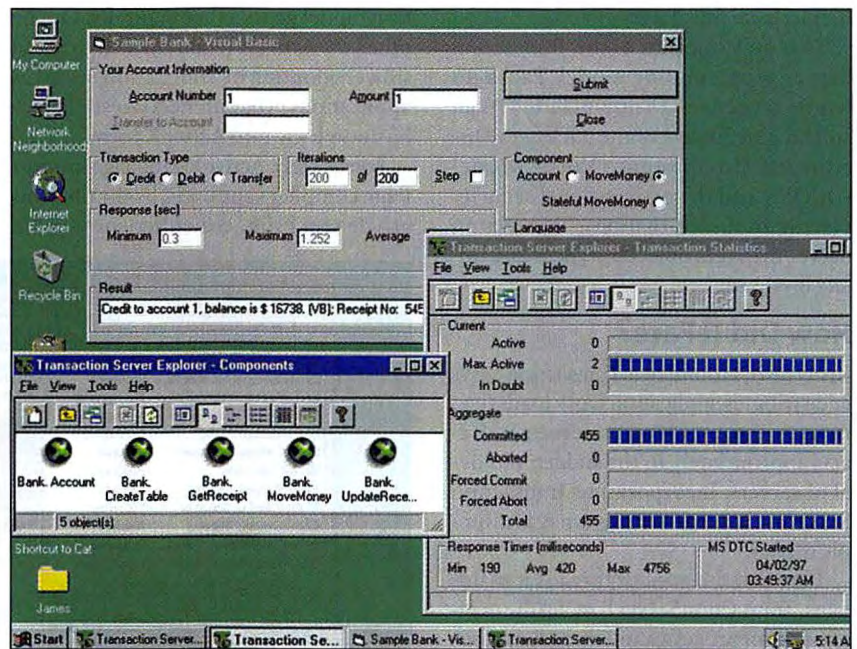 My Computer
Network Neighborhood
Internet Explorer
Recycle Bin
Shortcut to Cat
James
Sample Bank - Visual Basic
Your Account Information
Account Number 1
Amount 1
Transfer to Account
Submit
Close
Transaction Type
Credit Debit Transfer
Iterations
200 of 200 Step
Component
Account MoveMoney
Stateful MoveMoney
Response (sec)
Minimum 0.3 Maximum 1.252 Average
Language
Result
Credit to account 1, balance is $ 16738. (VB); Receipt No: 545
Transaction Server Explorer - Transaction Statistics
File View Tools Help
Current
Active 0
Max. Active 2
In Doubt 0
Aggregate
Committed 455
Aborted 0
Forced Commit 0
Forced Abort 0
Total 455
Response Times (milliseconds)
Min 190 Avg 420 Max 4756
MS DTC Started
04/02/97
03:49:37 AM
Transaction Server Explorer - Components
File View Tools Help
Bank. Account
Bank. CreateTable
Bank. GetReceipt
Bank. MoveMoney
Bank. UpdateRece...
5 object(s)
Start
Transaction Server...
Transaction Se...
Sample Bank - Vis...
Transaction Server...
5:14 A